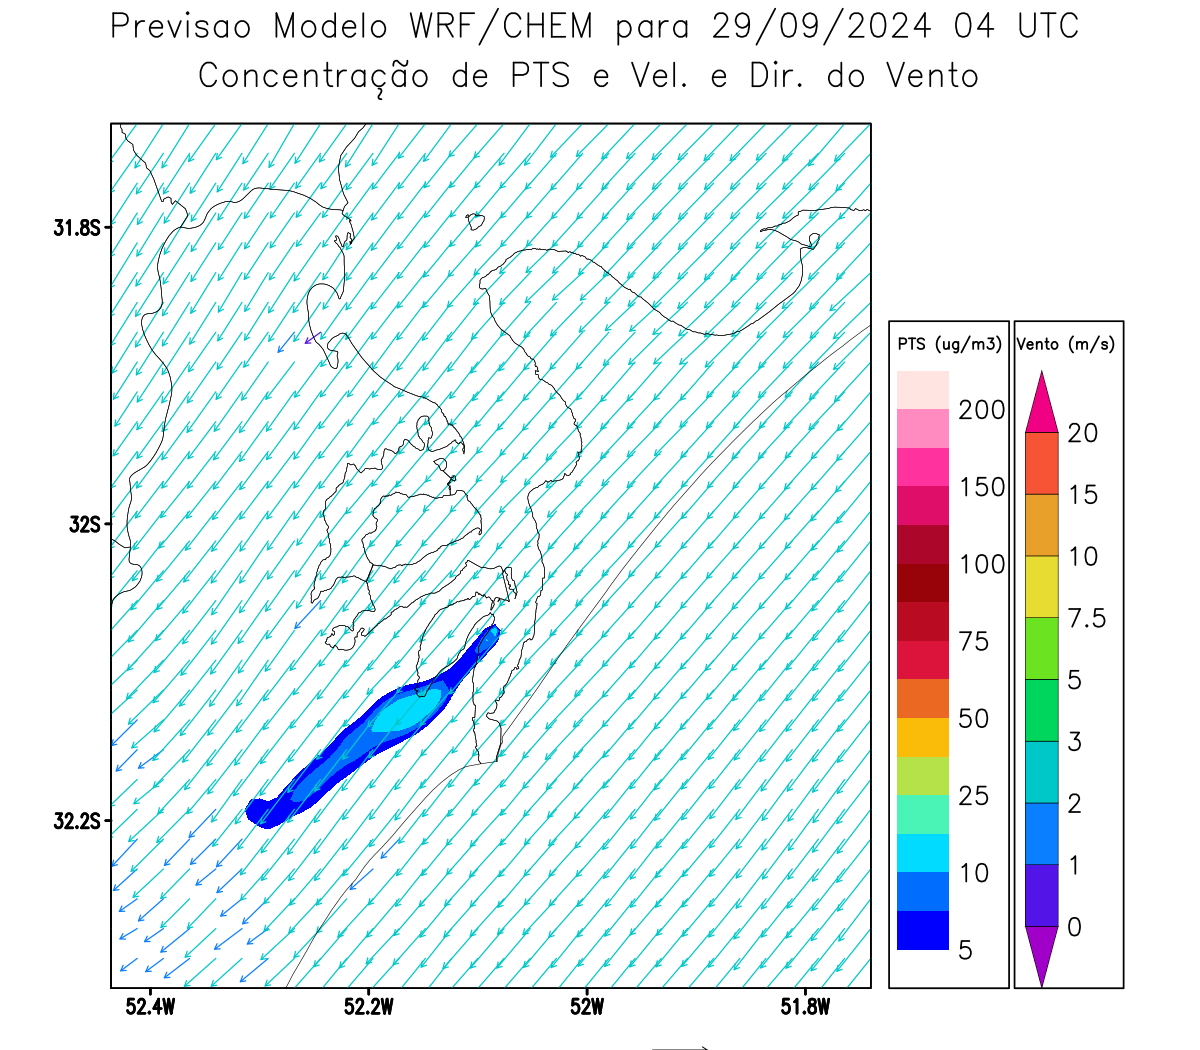 Previsao Modelo WRF/CHEM para 29/09/2024 04 UTC
Concentração de PTS e Vel. e Dir. do Vento
31.8S
32S
32.2S
52.4W
52.2W
52W
51.8W
PTS (ug/m3)
200
150
100
75
50
25
10
5
Vento (m/s)
20
15
10
7.5
5
3
2
1
0